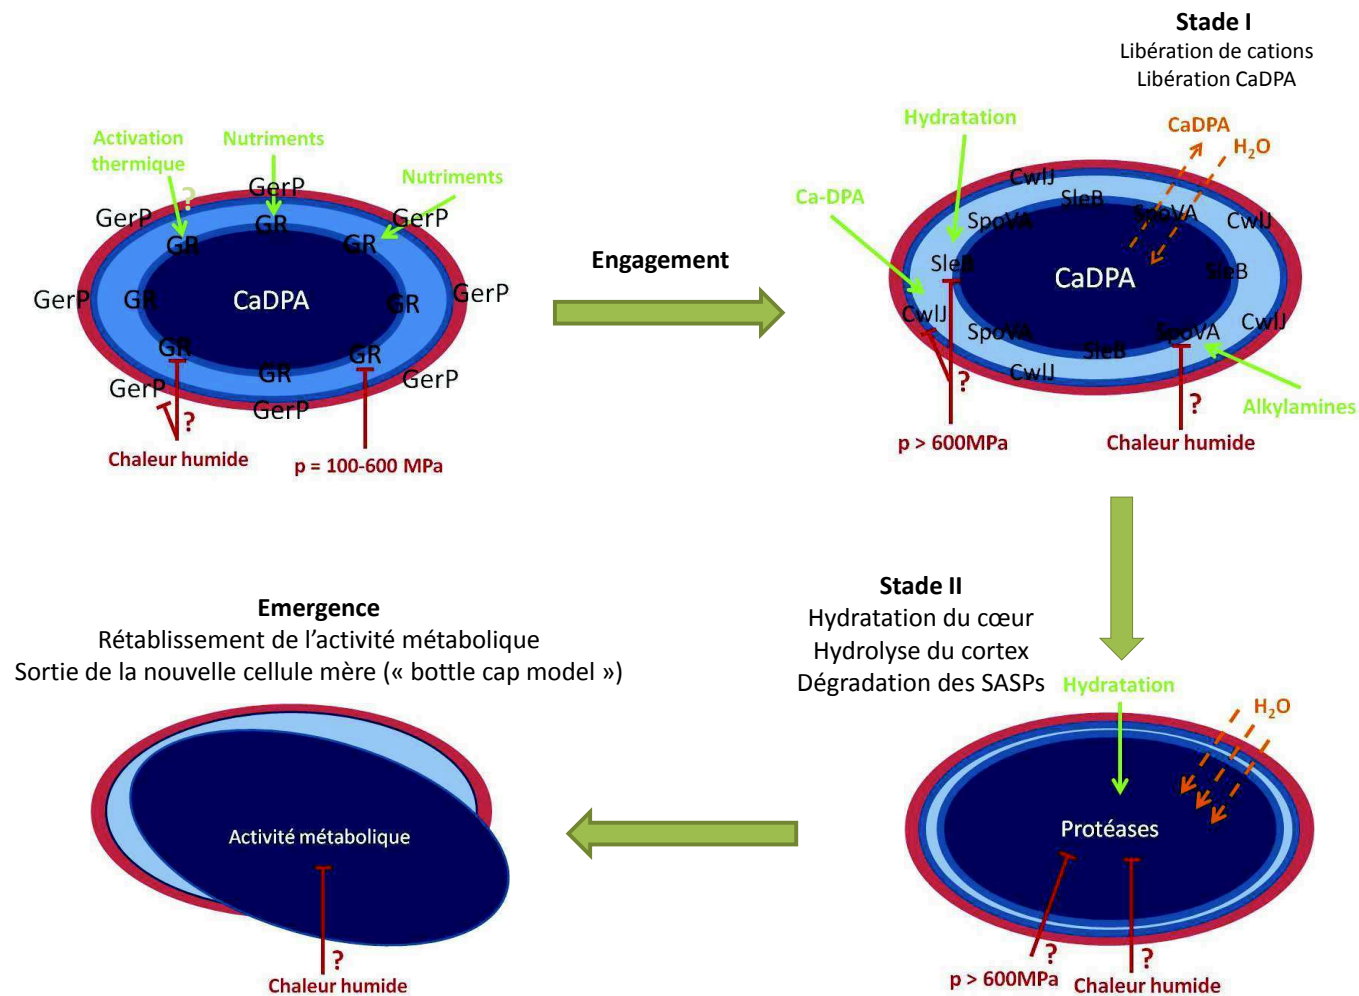 Stade I
Libération de cations
Libération CaDPA
Activation
thermique
?
Nutriments
Nutriments
GerP
GerP
GerP
GerP
GerP
GerP
GerP
GerP
GR
GR
GR
GR
GR
GR
GR
GR
CaDPA
?
Chaleur humide
p = 100-600 MPa
Engagement
Hydratation
Ca-DPA
CaDPA
H₂O
CwlJ
SleB
SpoVA
SpoVA
CwlJ
SleB
CaDPA
SleB
CwlJ
SpoVA
SpoVA
CwlJ
SleB
CwlJ
?
?
Alkylamines
p > 600MPa
Chaleur humide
Emergence
Rétablissement de l’activité métabolique
Sortie de la nouvelle cellule mère (« bottle cap model »)
Stade II
Hydratation du cœur
Hydrolyse du cortex
Dégradation des SASPs
Hydratation
H₂O
Activité métabolique
?
Chaleur humide
Protéases
?
?
p > 600MPa
Chaleur humide